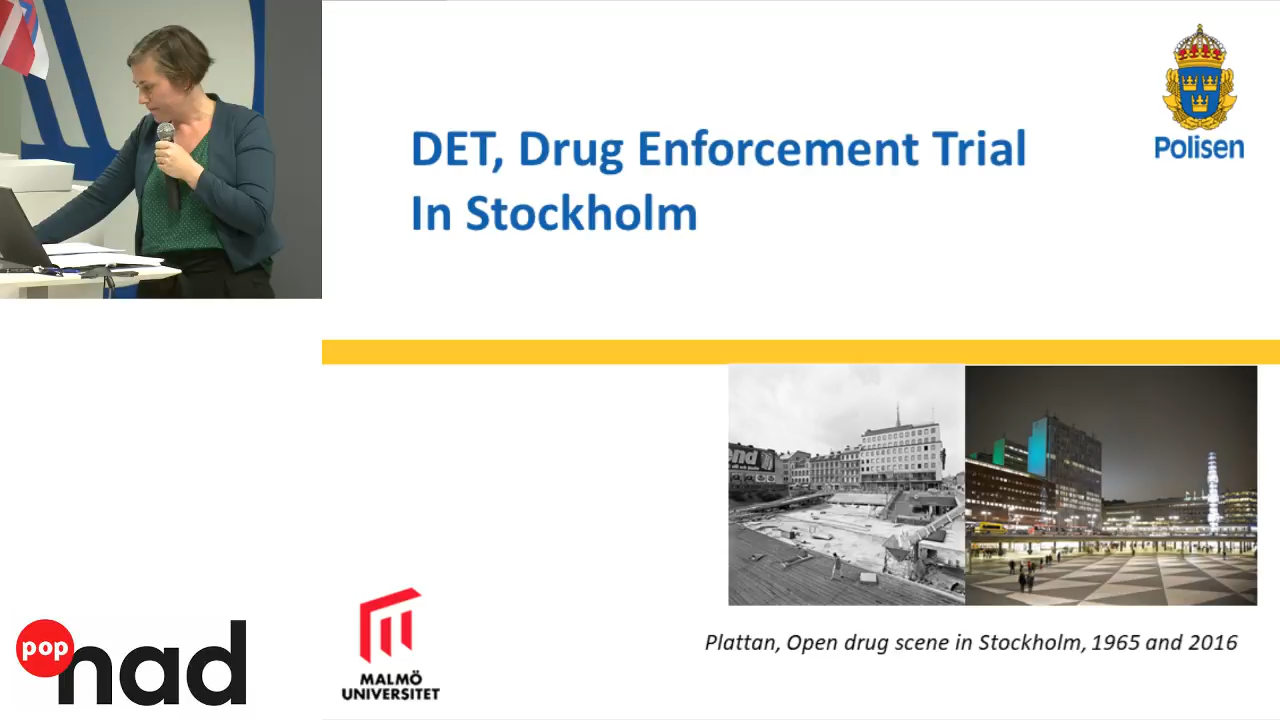 DET, Drug Enforcement Trial
In Stockholm
Polisen
end
Plattan, Open drug scene in Stockholm, 1965 and 2016
MALMÖ
UNIVERSITET
pop
nad